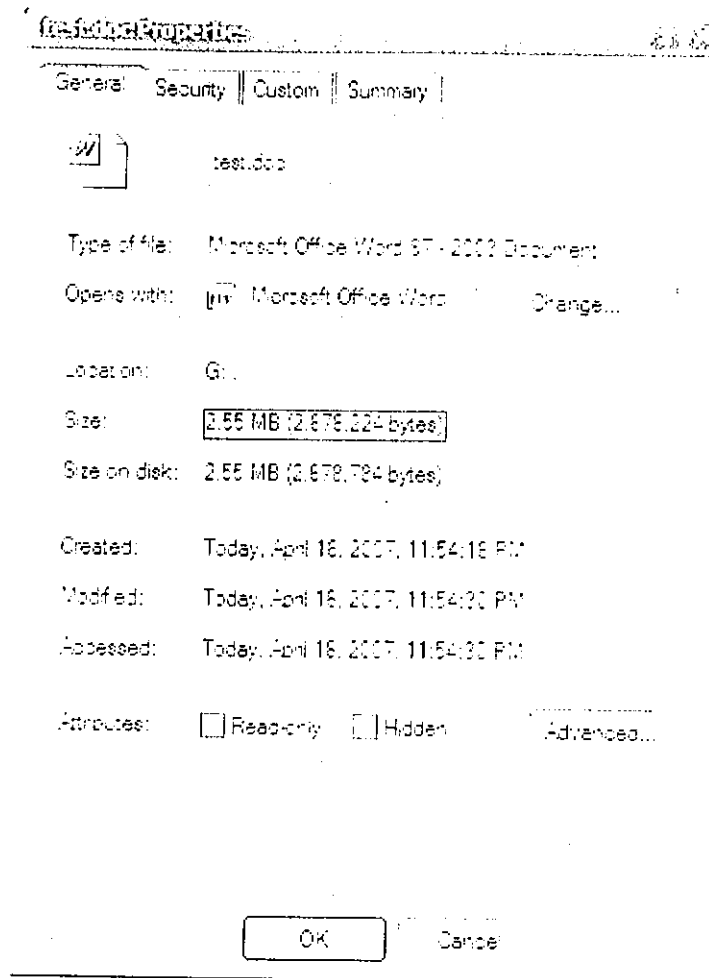 test.doc Properties
General Security Custom Summary
test.doc
Type of file: Microsoft Office Word 97 - 2003 Document
Opens with: Microsoft Office Word Change...
Location: G:\
Size: 2.55 MB (2,678,224 bytes)
Size on disk: 2.55 MB (2,678,784 bytes)
Created: Today, April 18, 2007, 11:54:18 PM
Modified: Today, April 18, 2007, 11:54:30 PM
Accessed: Today, April 18, 2007, 11:54:30 PM
Attributes: Read-only Hidden Advanced...
OK Cancel